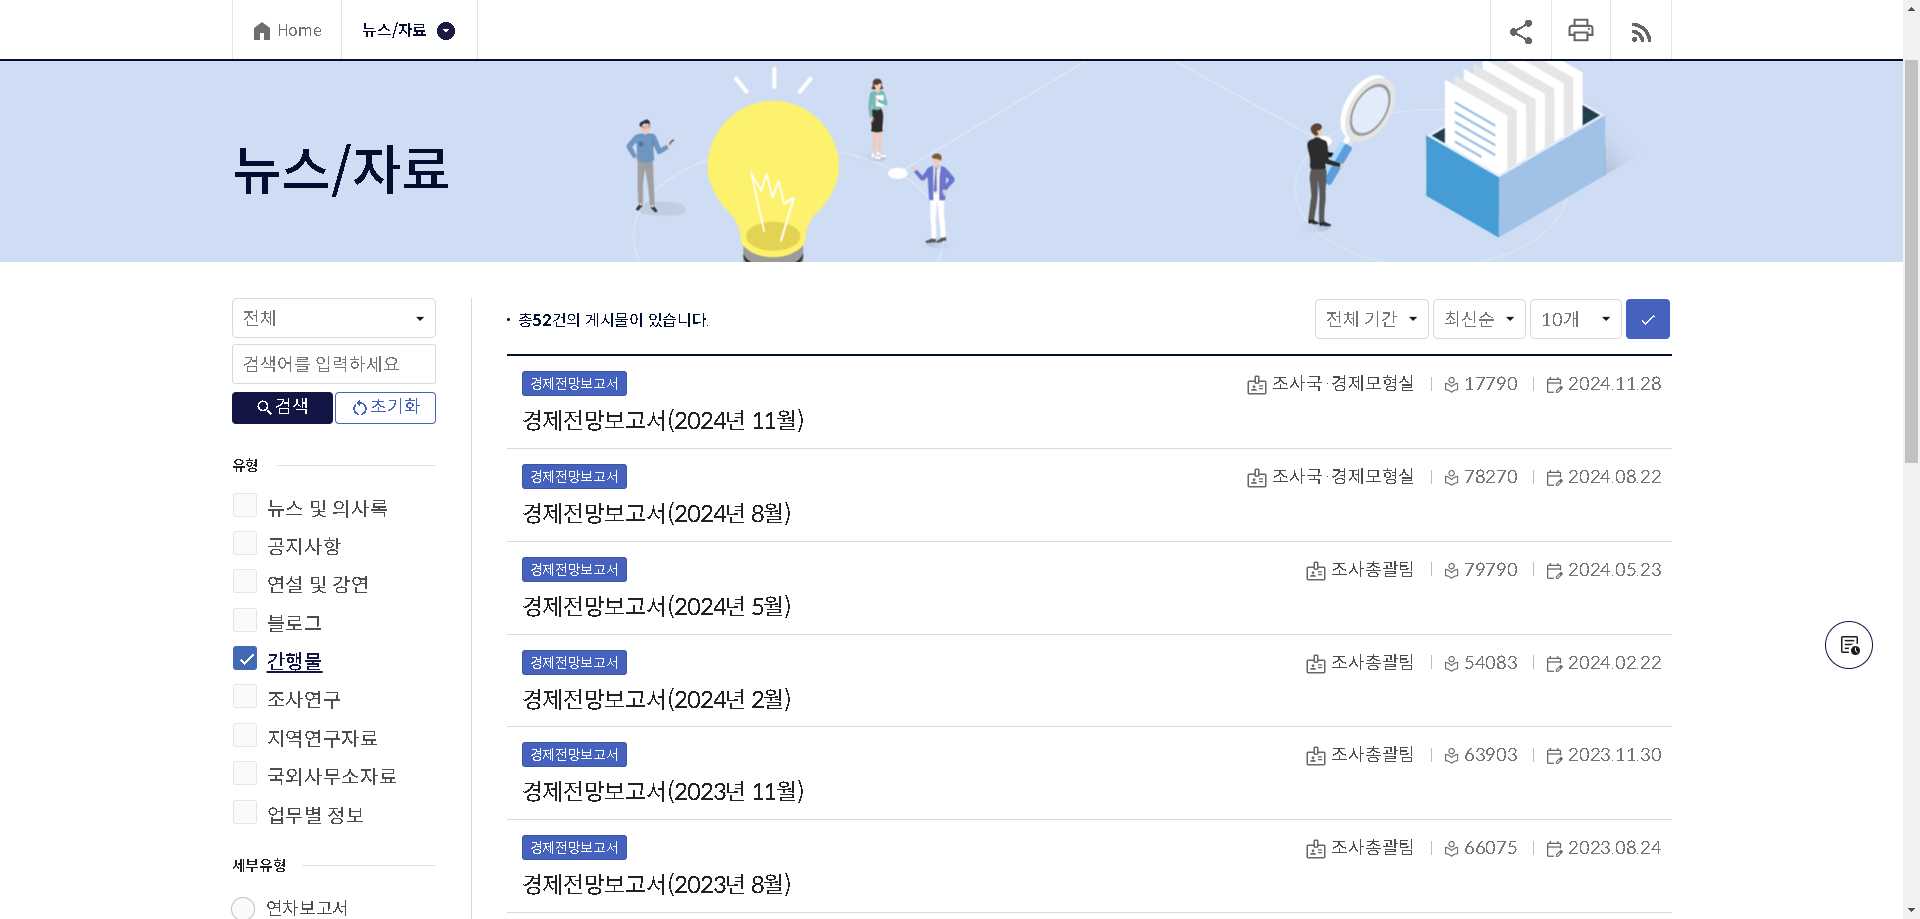 Home
뉴스/자료
뉴스/자료
전체
검색어를 입력하세요
검색
초기화
유형
뉴스 및 의사록
공지사항
연설 및 강연
블로그
간행물
조사연구
지역연구자료
국외사무소자료
업무별 정보
세부유형
연차보고서
· 총52건의 게시물이 있습니다.
전체 기간
최신순
10개
경제전망보고서
조사국·경제모형실
17790
2024.11.28
경제전망보고서(2024년 11월)
경제전망보고서
조사국·경제모형실
78270
2024.08.22
경제전망보고서(2024년 8월)
경제전망보고서
조사총괄팀
79790
2024.05.23
경제전망보고서(2024년 5월)
경제전망보고서
조사총괄팀
54083
2024.02.22
경제전망보고서(2024년 2월)
경제전망보고서
조사총괄팀
63903
2023.11.30
경제전망보고서(2023년 11월)
경제전망보고서
조사총괄팀
66075
2023.08.24
경제전망보고서(2023년 8월)